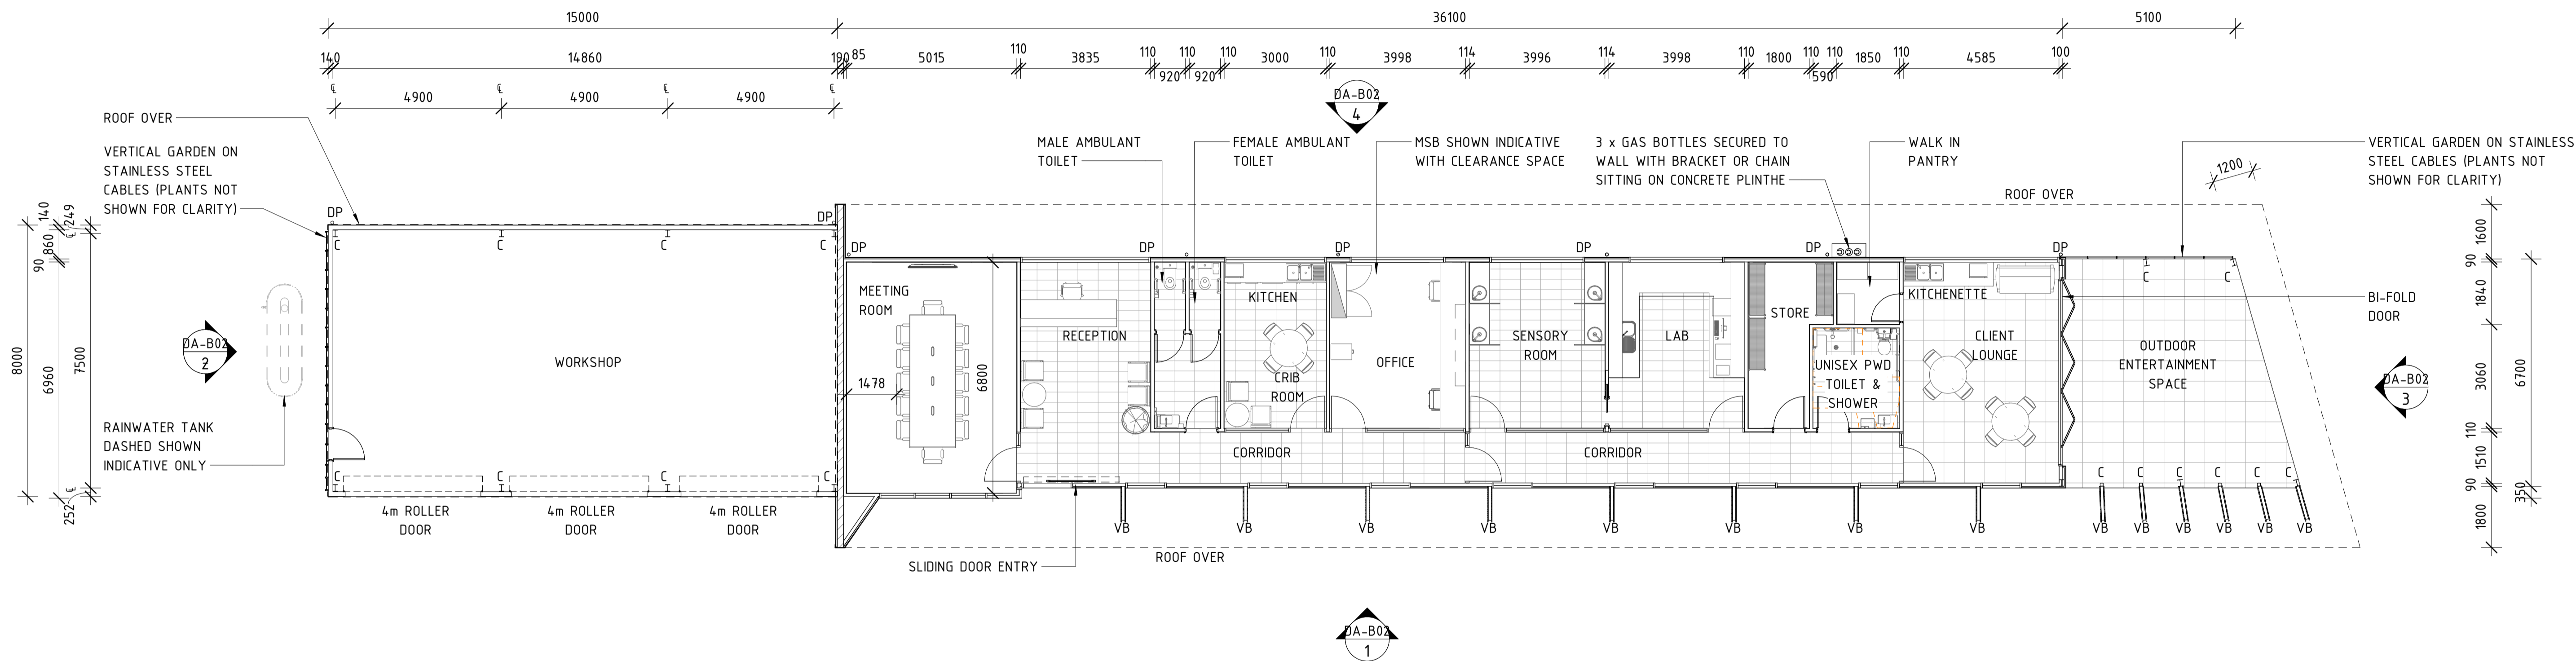 15000
36100
5100
140
14860
190
85
5015
110
3835
110
920
110
920
110
3000
110
3998
114
3996
114
3998
110
1800
110
590
110
1850
110
4585
100
℄
4900
℄
4900
℄
4900
℄
DA-B02
4
ROOF OVER
VERTICAL GARDEN ON
STAINLESS STEEL
CABLES (PLANTS NOT
SHOWN FOR CLARITY)
MALE AMBULANT
TOILET
FEMALE AMBULANT
TOILET
MSB SHOWN INDICATIVE
WITH CLEARANCE SPACE
3 x GAS BOTTLES SECURED TO
WALL WITH BRACKET OR CHAIN
SITTING ON CONCRETE PLINTHE
WALK IN
PANTRY
VERTICAL GARDEN ON STAINLESS
STEEL CABLES (PLANTS NOT
SHOWN FOR CLARITY)
1200
ROOF OVER
DP
DP
DP
DP
DP
DP
DP
DP
C
C
C
C
C
C
8000
140
860
90
6960
252
249
℄
7500
℄
DA-B02
2
RAINWATER TANK
DASHED SHOWN
INDICATIVE ONLY
WORKSHOP
MEETING
ROOM
1478
6800
RECEPTION
KITCHEN
CRIB
ROOM
OFFICE
SENSORY
ROOM
LAB
STORE
UNISEX PWD
TOILET &
SHOWER
KITCHENETTE
CLIENT
LOUNGE
OUTDOOR
ENTERTAINMENT
SPACE
BI-FOLD
DOOR
DA-B02
3
1600
90
1840
3060
110
1510
90
1800
6700
350
CORRIDOR
CORRIDOR
C
C
C
C
C
C
C
C
C
C
4m ROLLER
DOOR
4m ROLLER
DOOR
4m ROLLER
DOOR
VB
VB
VB
VB
VB
VB
VB
VB
VB
VB
VB
VB
VB
VB
ROOF OVER
SLIDING DOOR ENTRY
DA-B02
1